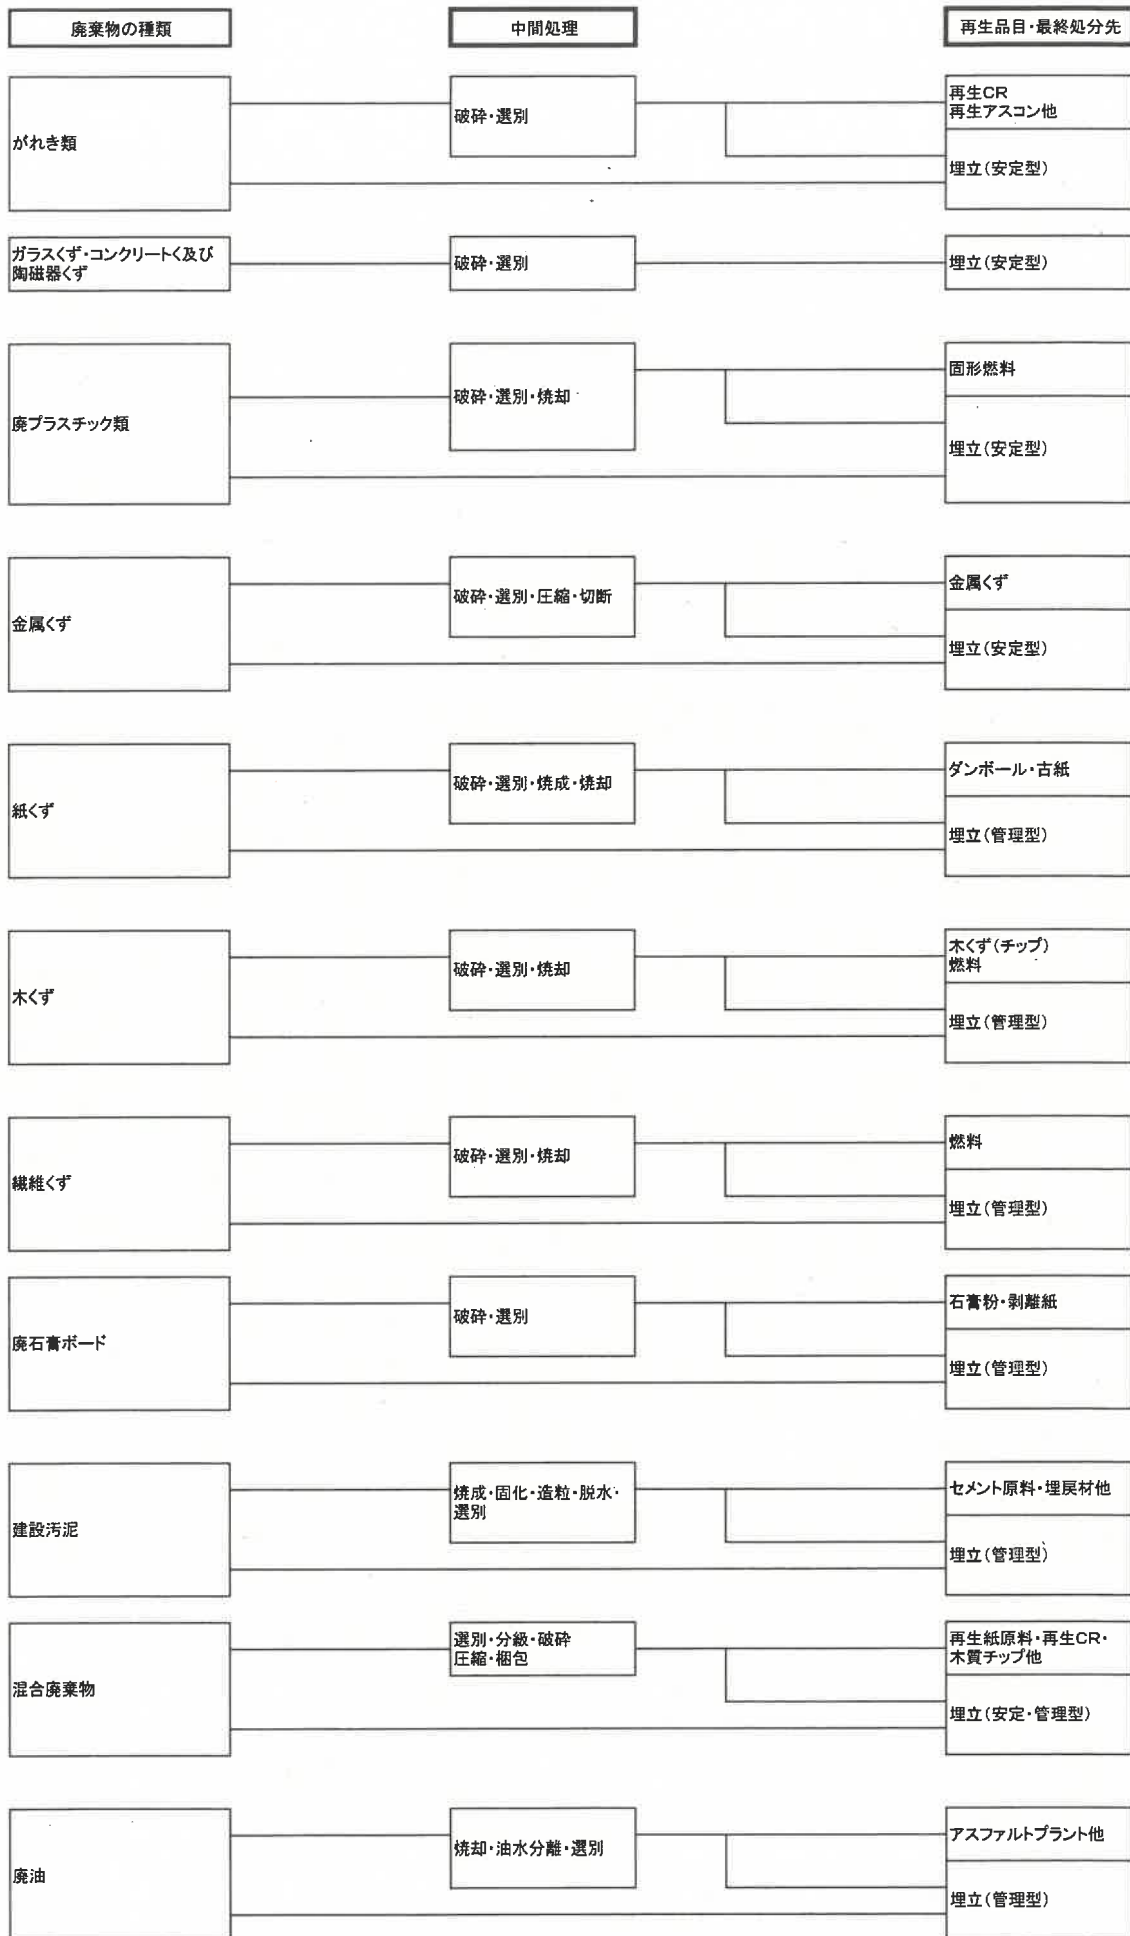 廃棄物の種類
中間処理
再生品目・最終処分先
がれき類
破砕・選別
再生CR
再生アスコン他
埋立(安定型)
ガラスくず・コンクリートく及び
陶磁器くず
破砕・選別
埋立(安定型)
廃プラスチック類
破砕・選別・焼却
固形燃料
埋立(安定型)
金属くず
破砕・選別・圧縮・切断
金属くず
埋立(安定型)
紙くず
破砕・選別・焼成・焼却
ダンボール・古紙
埋立(管理型)
木くず
破砕・選別・焼却
木くず(チップ)
燃料
埋立(管理型)
繊維くず
破砕・選別・焼却
燃料
埋立(管理型)
廃石膏ボード
破砕・選別
石膏粉・剥離紙
埋立(管理型)
建設汚泥
焼成・固化・造粒・脱水・
選別
セメント原料・埋戻材他
埋立(管理型)
混合廃棄物
選別・分級・破砕
圧縮・梱包
再生紙原料・再生CR・
木質チップ他
埋立(安定・管理型)
廃油
焼却・油水分離・選別
アスファルトプラント他
埋立(管理型)